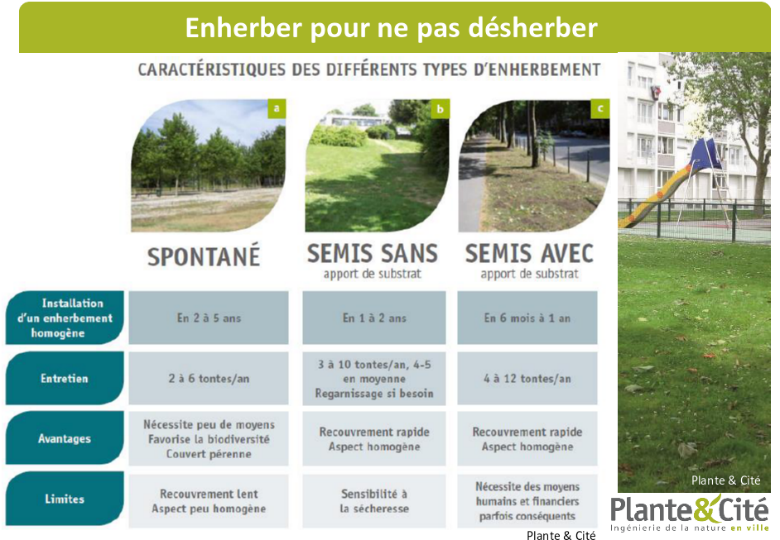 Enherber pour ne pas désherber
CARACTÉRISTIQUES DES DIFFÉRENTS TYPES D'ENHERBEMENT
a
b
c
SPONTANÉ
SEMIS SANS
apport de substrat
SEMIS AVEC
apport de substrat
Installation
d'un enherbement
homogène
En 2 à 5 ans
En 1 à 2 ans
En 6 mois à 1 an
Entretien
2 à 6 tontes/an
3 à 10 tontes/an, 4-5
en moyenne
Regarnissage si besoin
4 à 12 tontes/an
Avantages
Nécessite peu de moyens
Favorise la biodiversité
Couvert pérenne
Recouvrement rapide
Aspect homogène
Recouvrement rapide
Aspect homogène
Limites
Recouvrement lent
Aspect peu homogène
Sensibilité à
la sécheresse
Nécessite des moyens
humains et financiers
parfois conséquents
Plante & Cité
Plante & Cité
Plante&Cité
Ingénierie de la nature en ville